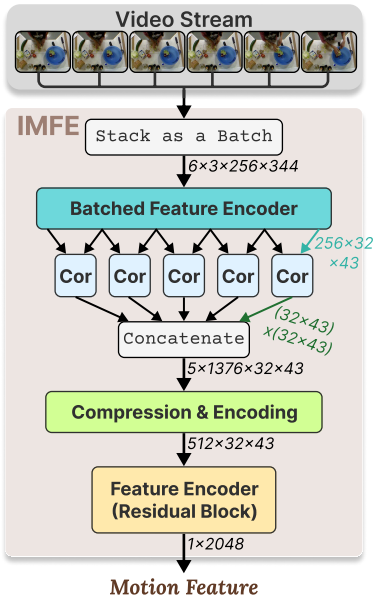 Video Stream
IMFE
Stack as a Batch
6×3×256×344
Batched Feature Encoder
256×32
×43
Cor Cor Cor Cor Cor
(32×43)
x(32×43)
Concatenate
5×1376×32×43
Compression & Encoding
512×32×43
Feature Encoder
(Residual Block)
1×2048
Motion Feature